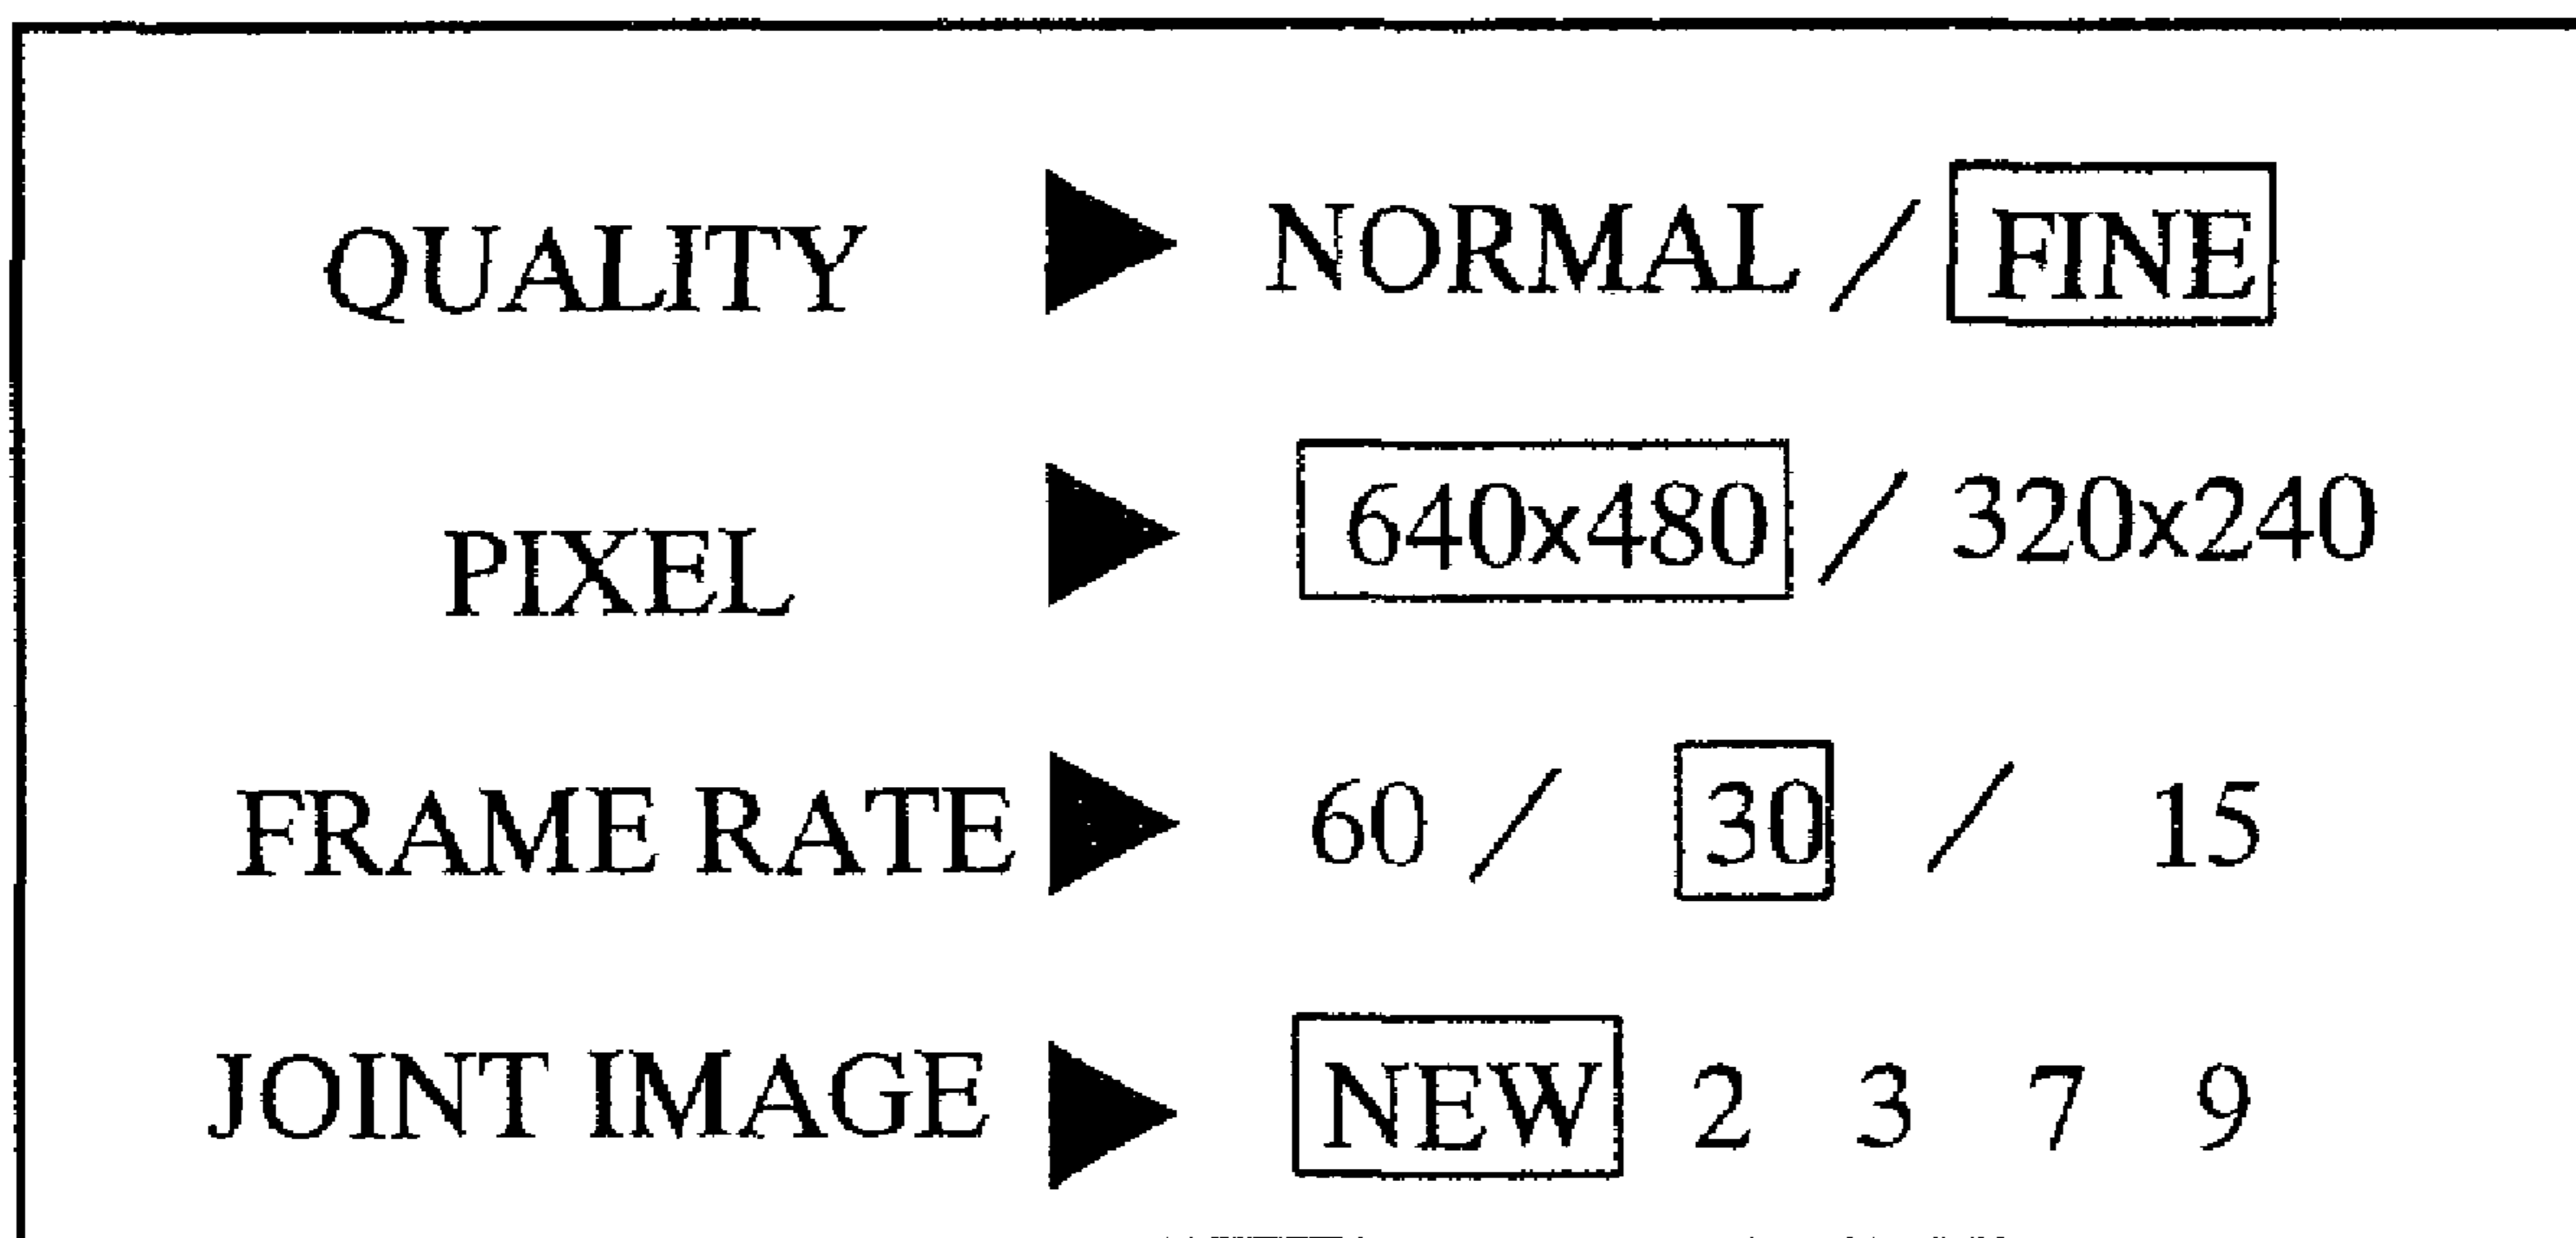 QUALITY ▶ NORMAL / FINE
PIXEL ▶ 640x480 / 320x240
FRAME RATE ▶ 60 / 30 / 15
JOINT IMAGE ▶ NEW 2 3 7 9